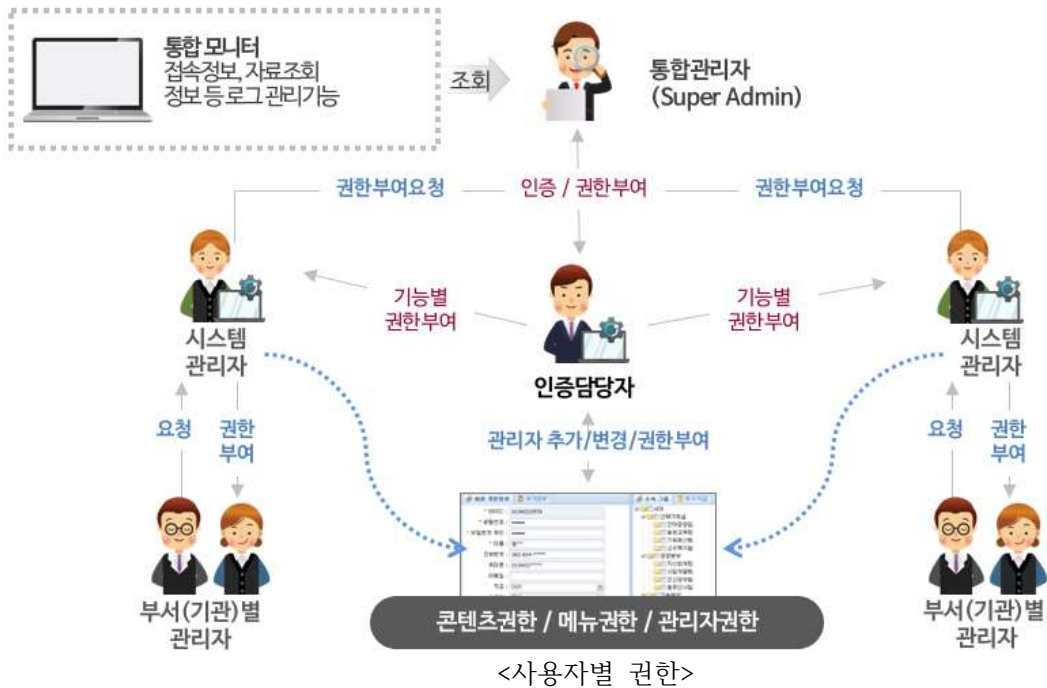 통합 모니터
접속정보, 자료조회
정보 등 로그 관리기능
조회
통합관리자
(Super Admin)
권한부여요청
인증 / 권한부여
권한부여요청
기능별
권한부여
기능별
권한부여
시스템
관리자
인증담당자
시스템
관리자
요청
권한
부여
관리자 추가/변경/권한부여
요청
권한
부여
부서(기관)별
관리자
콘텐츠권한 / 메뉴권한 / 관리자권한
부서(기관)별
관리자
<사용자별 권한>